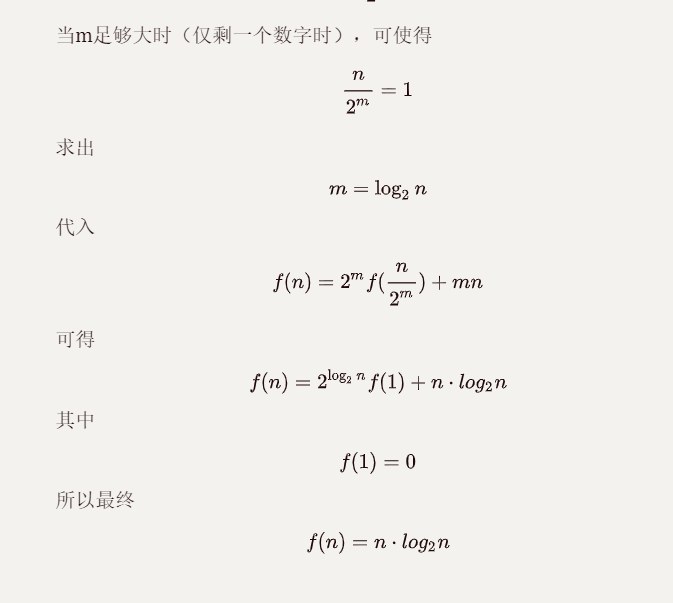 当m足够大时（仅剩一个数字时），可使得
n/2^m = 1
求出
m = log₂ n
代入
f(n) = 2^m f(n/2^m) + mn
可得
f(n) = 2^{log₂ n} f(1) + n · log₂n
其中
f(1) = 0
所以最终
f(n) = n · log₂n